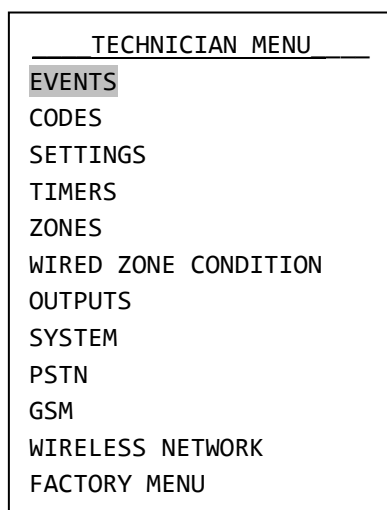 TECHNICIAN MENU
EVENTS
CODES
SETTINGS
TIMERS
ZONES
WIRED ZONE CONDITION
OUTPUTS
SYSTEM
PSTN
GSM
WIRELESS NETWORK
FACTORY MENU